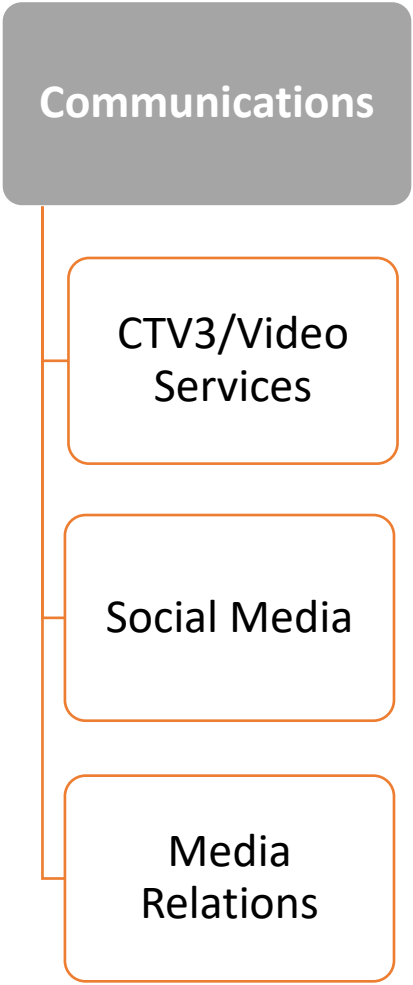 Communications
CTV3/Video
Services
Social Media
Media
Relations